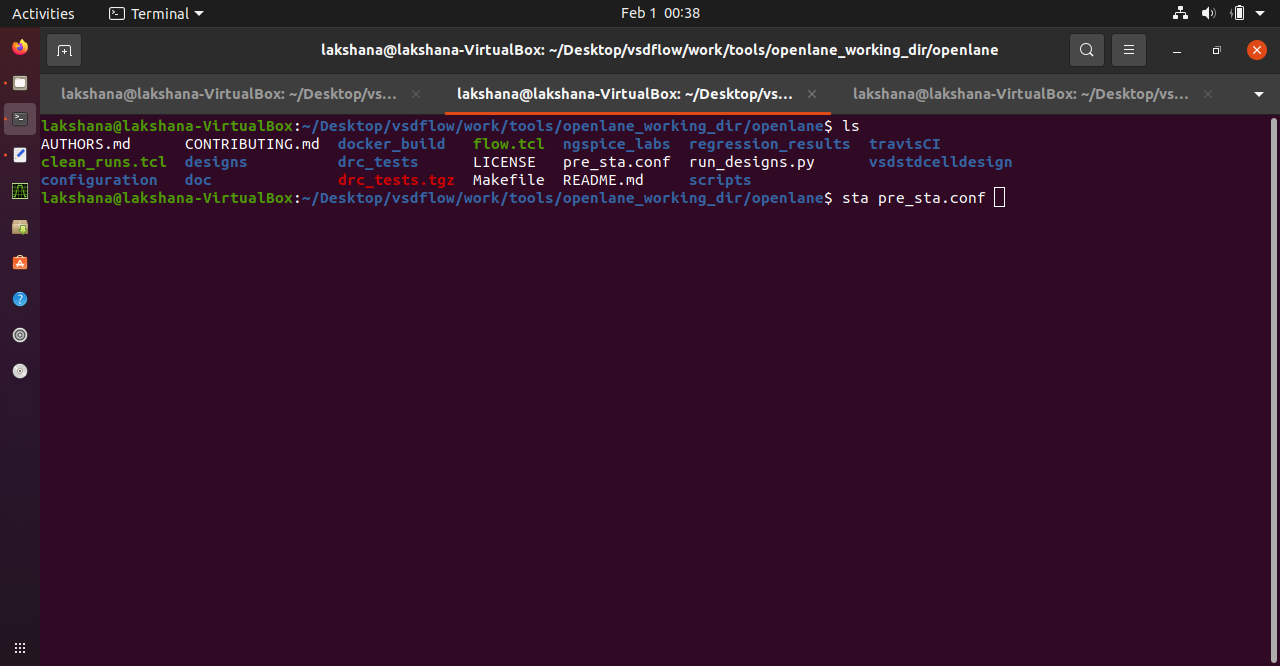 Activities Terminal Feb 1 00:38
lakshana@lakshana-VirtualBox: ~/Desktop/vsdflow/work/tools/openlane_working_dir/openlane
lakshana@lakshana-VirtualBox: ~/Desktop/vs... lakshana@lakshana-VirtualBox: ~/Desktop/vs... lakshana@lakshana-VirtualBox: ~/Desktop/vs...
lakshana@lakshana-VirtualBox:~/Desktop/vsdflow/work/tools/openlane_working_dir/openlane$ ls
AUTHORS.md CONTRIBUTING.md docker_build flow.tcl ngspice_labs regression_results travisCI
clean_runs.tcl designs drc_tests LICENSE pre_sta.conf run_designs.py vsdstdcelldesign
configuration doc drc_tests.tgz Makefile README.md scripts
lakshana@lakshana-VirtualBox:~/Desktop/vsdflow/work/tools/openlane_working_dir/openlane$ sta pre_sta.conf